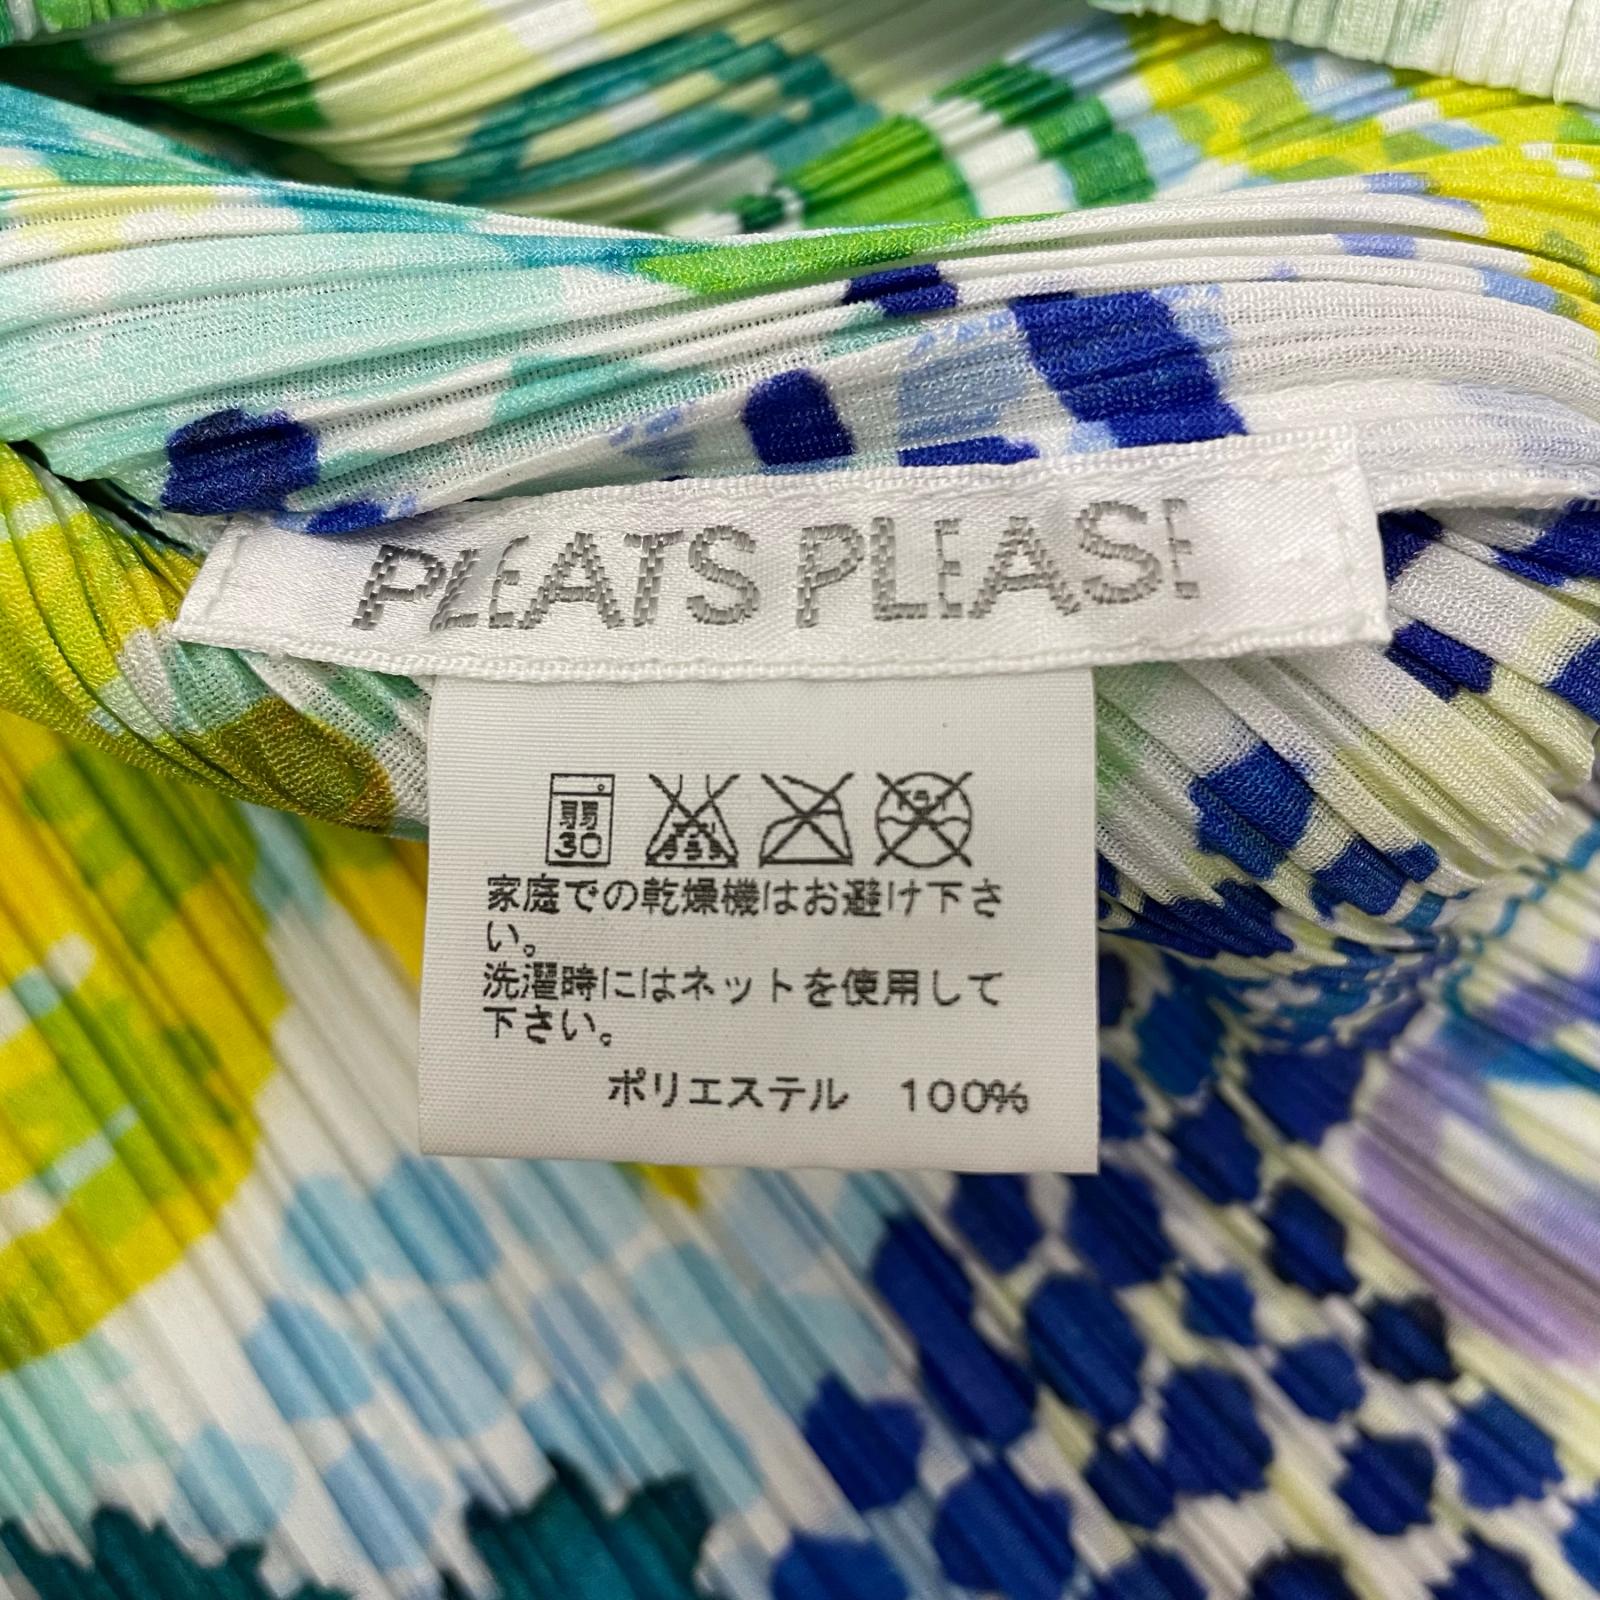 PLEATS PLEASE
弱
30
家庭での乾燥機はお避け下さ
い。
洗濯時にはネットを使用して
下さい。
ポリエステル 100%